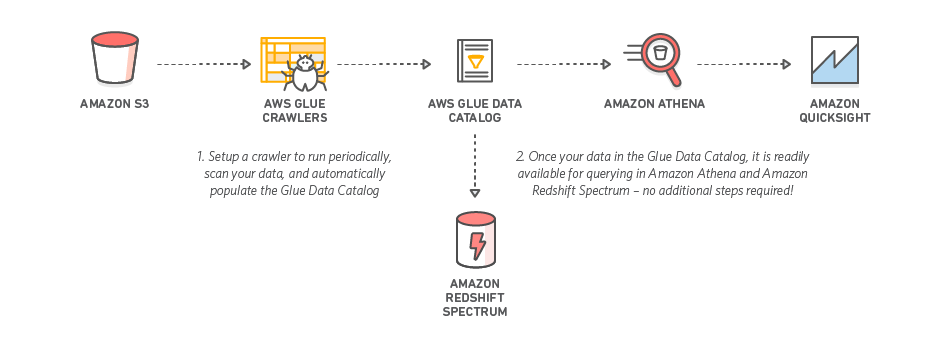 AMAZON S3
AWS GLUE
CRAWLERS
AWS GLUE DATA
CATALOG
AMAZON ATHENA
AMAZON
QUICKSIGHT
1. Setup a crawler to run periodically,
scan your data, and automatically
populate the Glue Data Catalog
2. Once your data in the Glue Data Catalog, it is readily
available for querying in Amazon Athena and Amazon
Redshift Spectrum – no additional steps required!
AMAZON
REDSHIFT
SPECTRUM